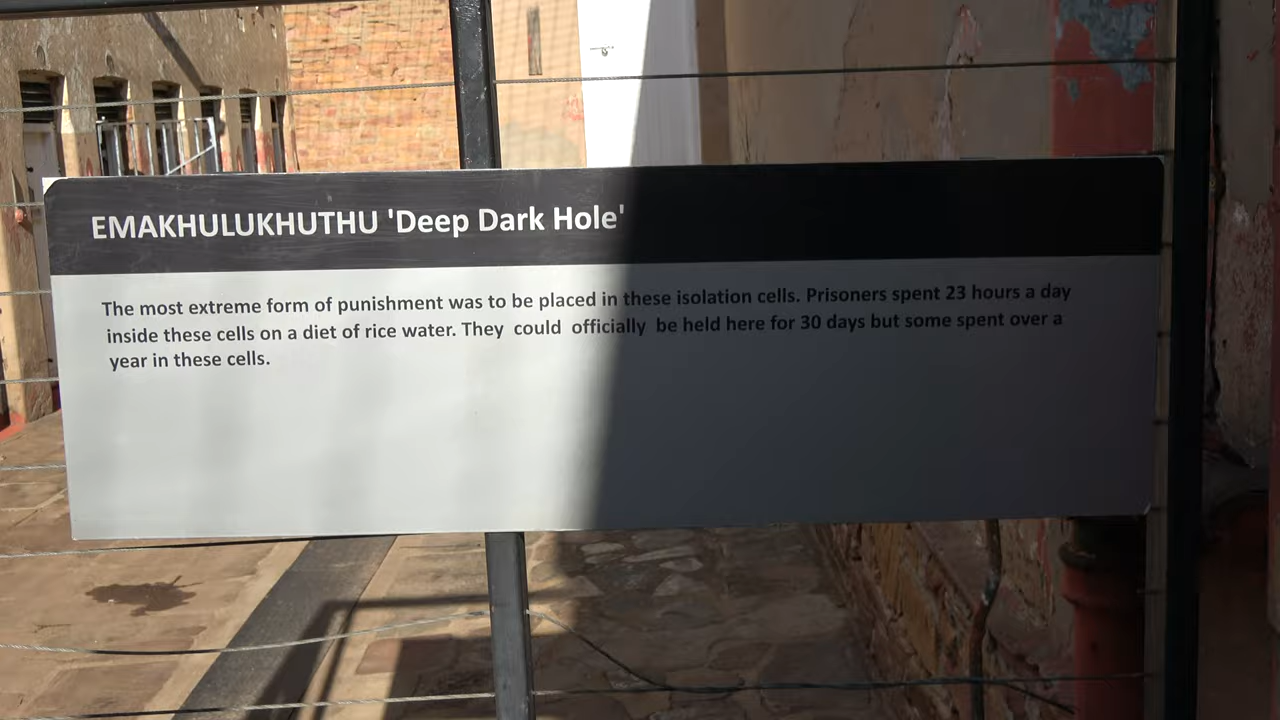 EMAKHULUKHUTHU 'Deep Dark Hole'
The most extreme form of punishment was to be placed in these isolation cells. Prisoners spent 23 hours a day
inside these cells on a diet of rice water. They could officially be held here for 30 days but some spent over a
year in these cells.